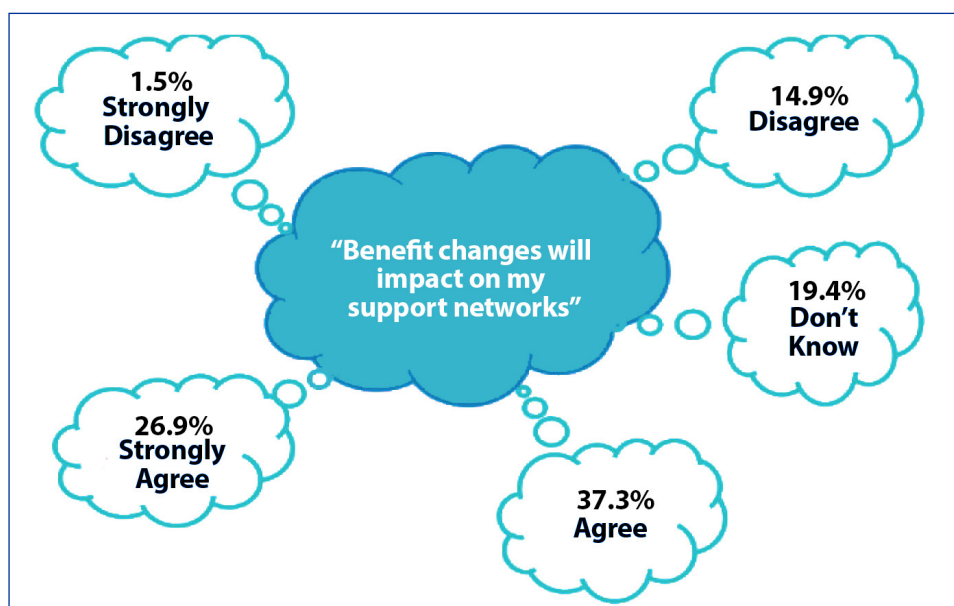 1.5%
Strongly
Disagree
14.9%
Disagree
“Benefit changes will
impact on my
support networks”
19.4%
Don’t
Know
26.9%
Strongly
Agree
37.3%
Agree